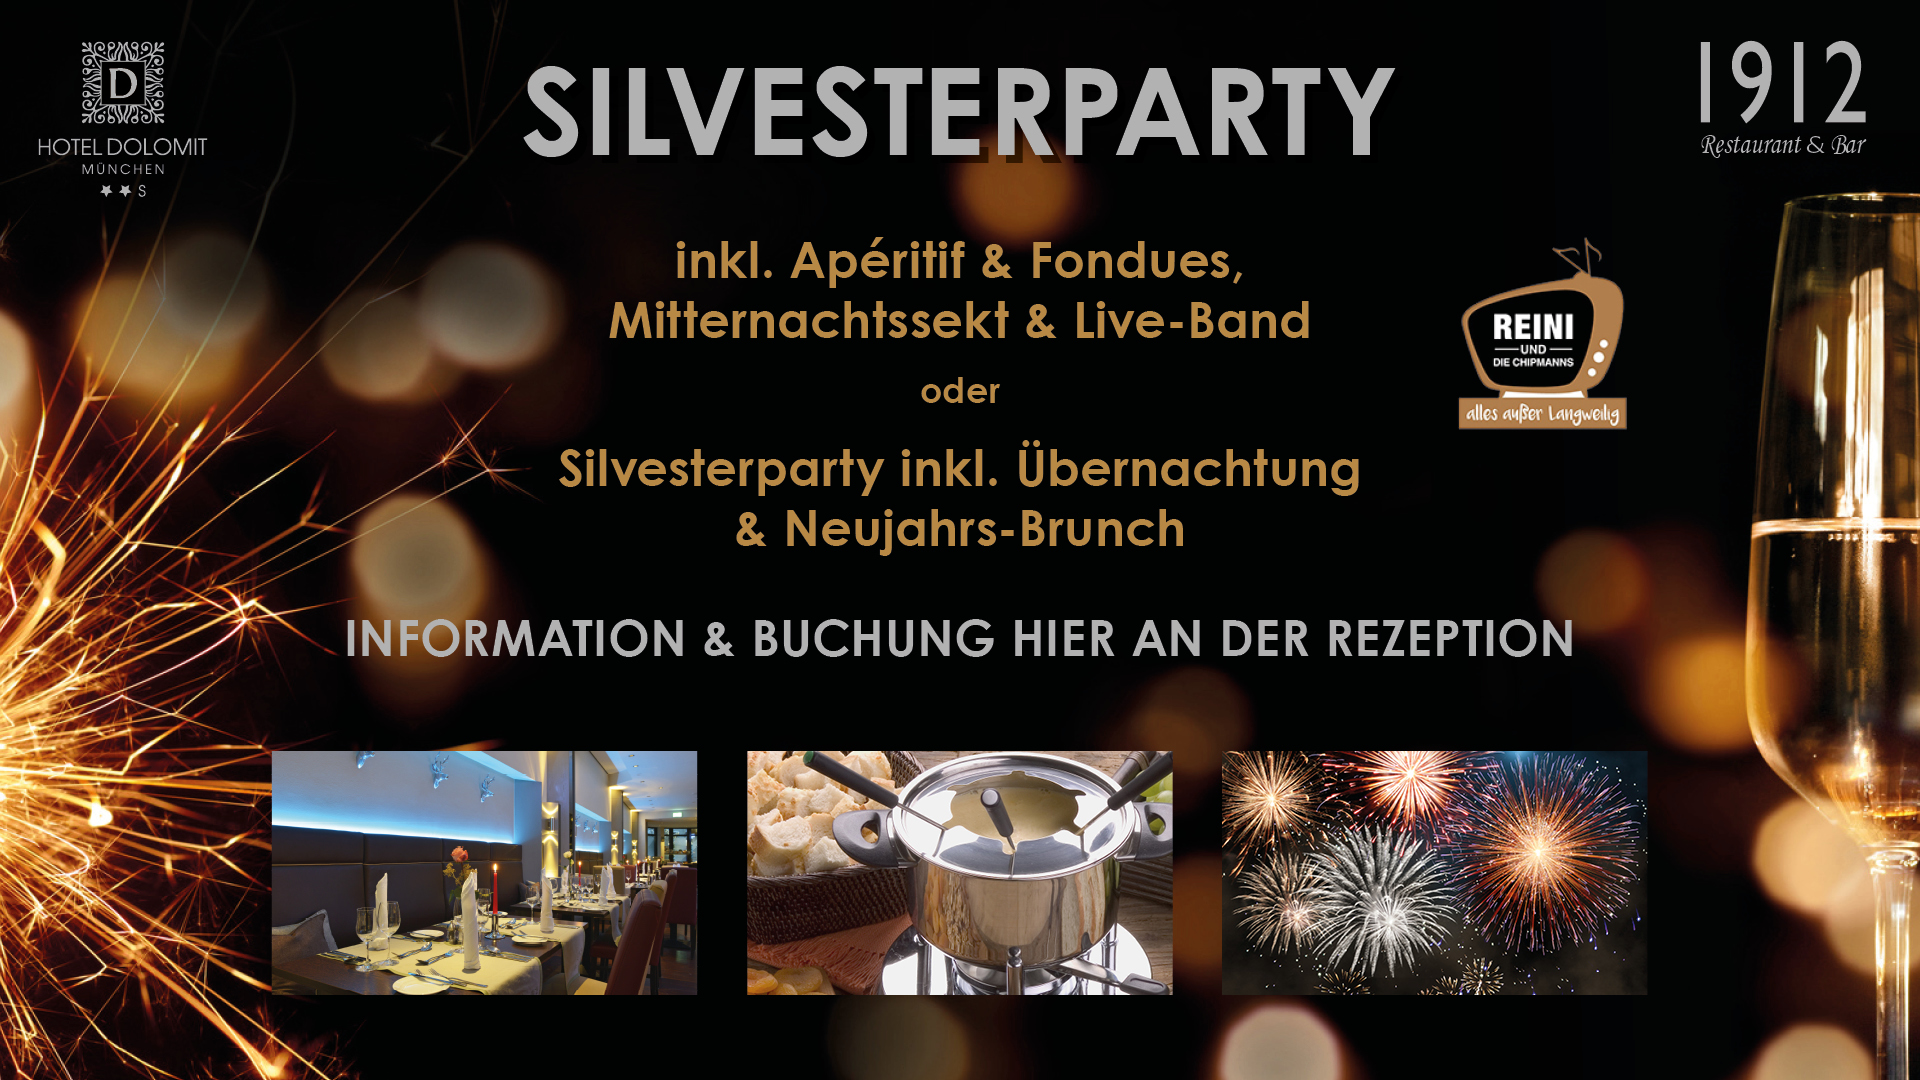 D
HOTEL DOLOMIT
MÜNCHEN
S
SILVESTERPARTY
1912
Restaurant & Bar
inkl. Apéritif & Fondues,
Mitternachtssekt & Live-Band
oder
Silvesterparty inkl. Übernachtung
& Neujahrs-Brunch
REINI
UND
DIE CHIPMANNS
alles außer Langweilig
INFORMATION & BUCHUNG HIER AN DER REZEPTION